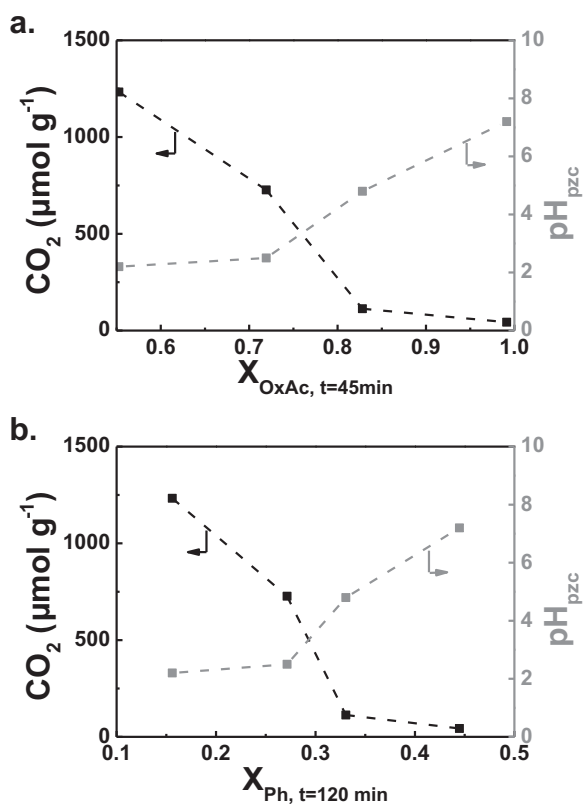 a.
1500
1000
500
0
CO₂ (µmol g⁻¹)
10
8
6
4
2
0
pHpzc
0.6 0.7 0.8 0.9 1.0
XOxAc, t=45min
b.
1500
1000
500
0
CO₂ (µmol g⁻¹)
10
8
6
4
2
0
pHpzc
0.1 0.2 0.3 0.4 0.5
XPh, t=120 min